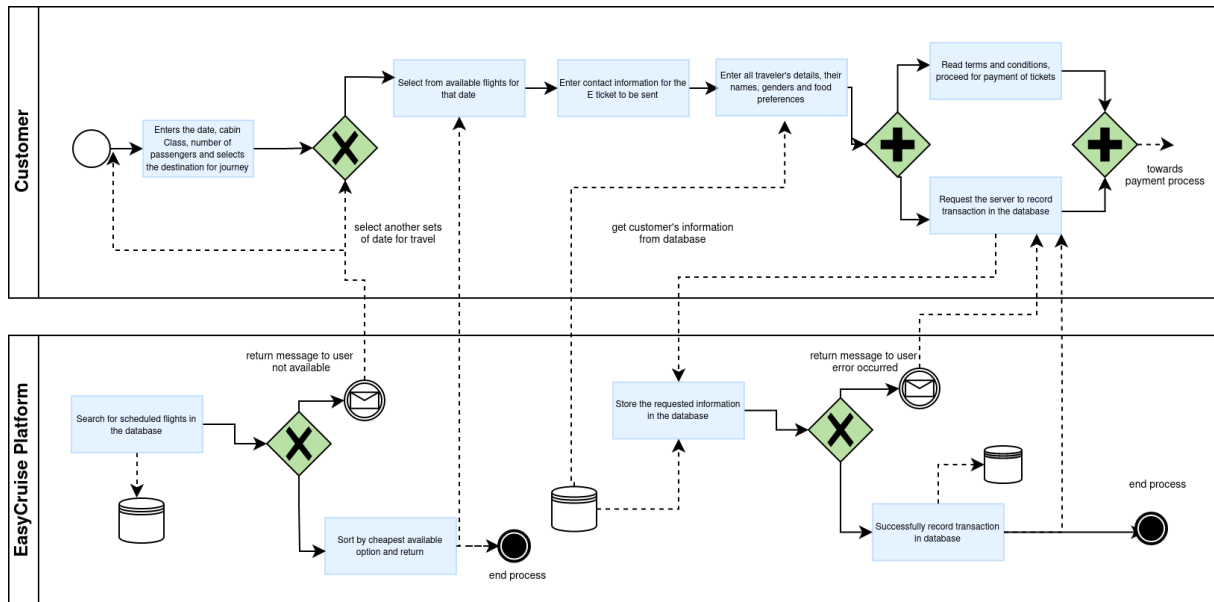 Customer
Enters the date, cabin
Class, number of
passengers and selects
the destination for journey
Select from available flights for
that date
Enter contact information for the
E ticket to be sent
Enter all traveler's details, their
names, genders and food
preferences
Read terms and conditions,
proceed for payment of tickets
Request the server to record
transaction in the database
towards
payment process
select another sets
of date for travel
get customer's information
from database
EasyCruise Platform
return message to user
not available
Search for scheduled flights in
the database
Sort by cheapest available
option and return
end process
return message to user
error occurred
Store the requested information
in the database
Successfully record transaction
in database
end process